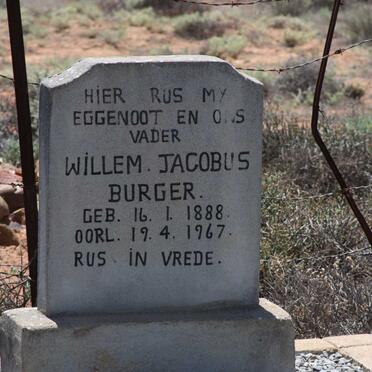 HIER RUS MY
EGGENOOT EN ONS
VADER
WILLEM. JACOBUS
BURGER.
GEB. 16. 1. 1888.
OORL. 19. 4. 1967.
RUS IN VREDE.